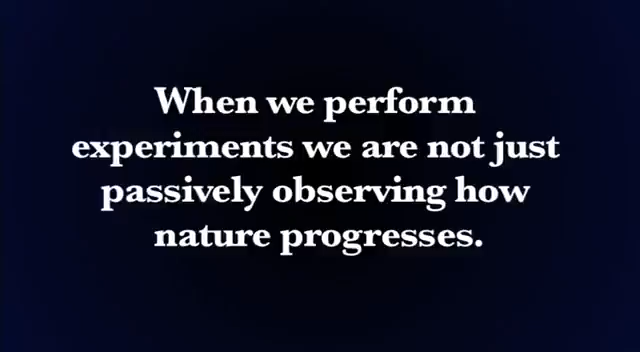 When we perform
experiments we are not just
passively observing how
nature progresses.